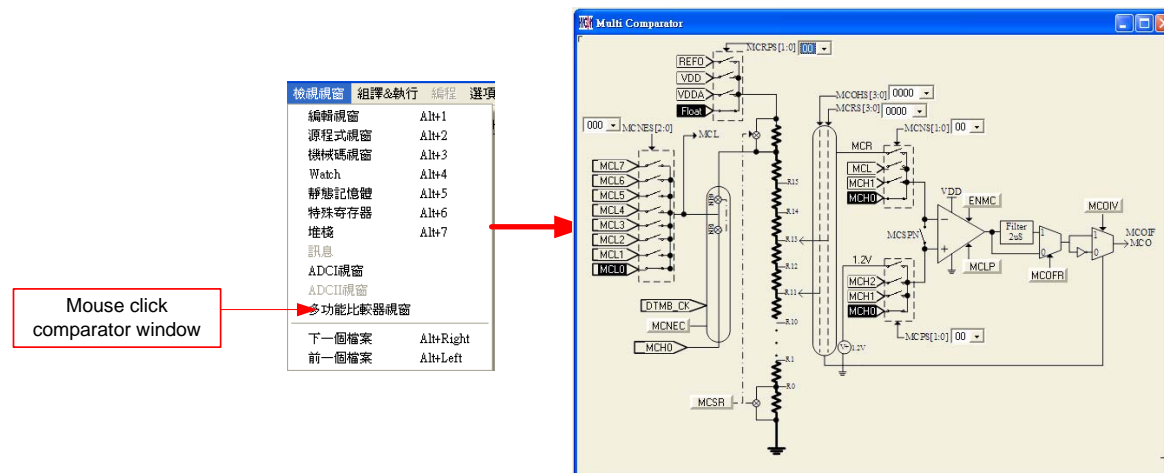 Multi Comparator
MCRPS[1:0] 00
REFO
VDD
VDDA
Float
檢視視窗 組譯&執行 編程 選項
編輯視窗 Alt+1
源程式視窗 Alt+2
機械碼視窗 Alt+3
Watch Alt+4
靜態記憶體 Alt+5
特殊寄存器 Alt+6
堆棧 Alt+7
訊息
ADCI視窗
ADCII視窗
多功能比較器視窗
下一個檔案 Alt+Right
前一個檔案 Alt+Left
Mouse click
comparator window
000 MCNES[2:0]
MCL
MCL7
MCL6
MCL5
MCL4
MCL3
MCL2
MCL1
MCL0
DTMB_CK
MCNEC
MCH0
MCSR
R15
R14
R13
R12
R11
R10
R1
R0
MCOHS[3:0] 0000
MCRS[3:0] 0000
MCNS[1:0] 00
MCR
MCL
MCH1
MCH0
MCSPN
1.2V
MCH2
MCH1
MCH0
MCPS[1:0] 00
V+ 1.2V
VDD
ENMC
MCLP
Filter
2uS
1
0
MCOFR
MCOIV
1
0
MCOIF
MCO